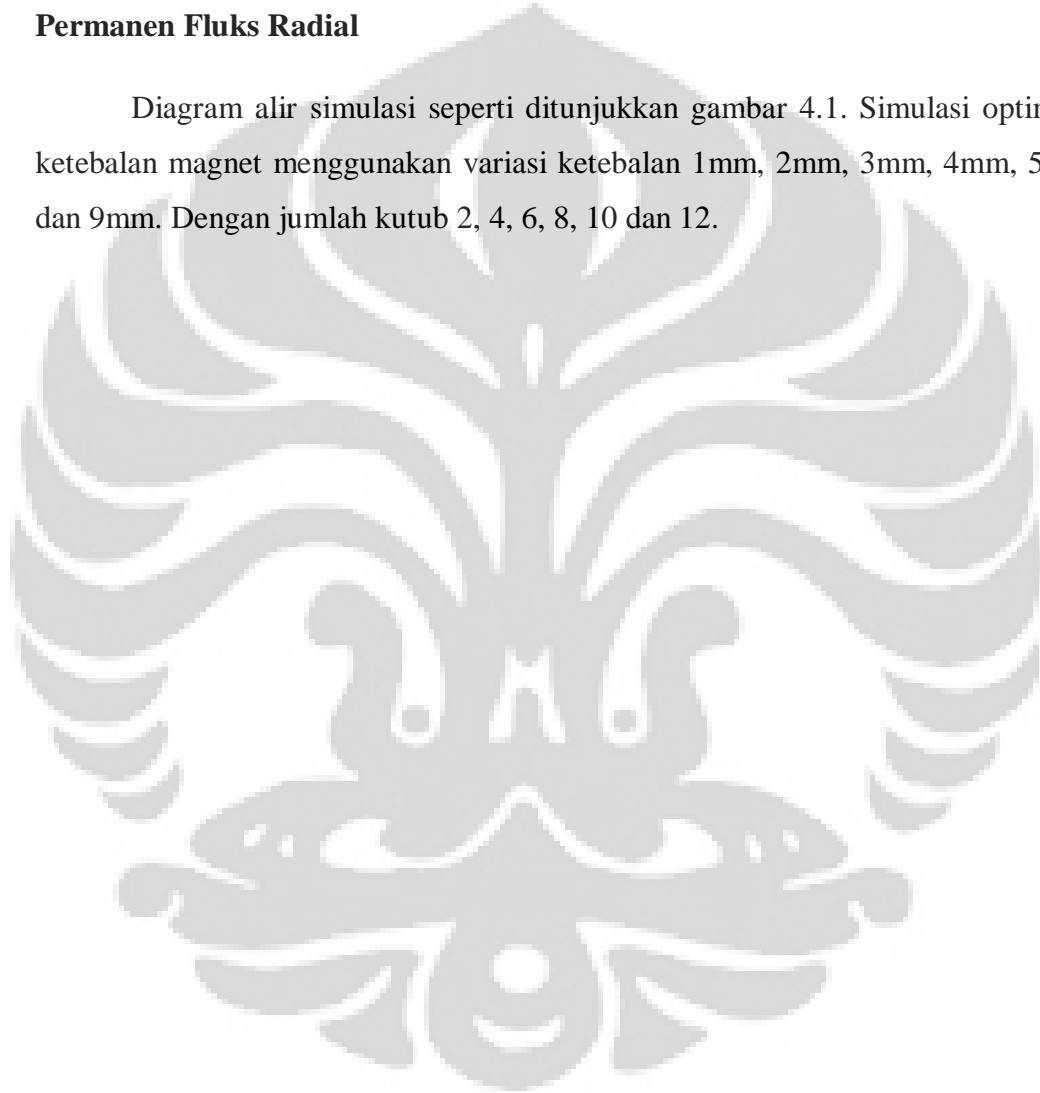 Permanen Fluks Radial
Diagram alir simulasi seperti ditunjukkan gambar 4.1. Simulasi optim
ketebalan magnet menggunakan variasi ketebalan 1mm, 2mm, 3mm, 4mm, 5
dan 9mm. Dengan jumlah kutub 2, 4, 6, 8, 10 dan 12.